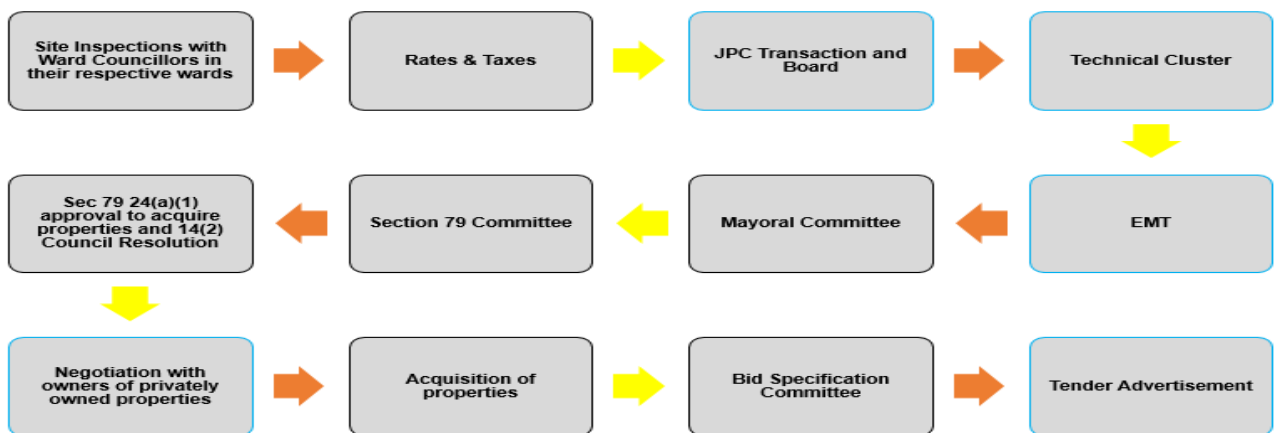 Site Inspections with
Ward Councillors in
their respective wards
Rates & Taxes
JPC Transaction and
Board
Technical Cluster
EMT
Mayoral Committee
Section 79 Committee
Sec 79 24(a)(1)
approval to acquire
properties and 14(2)
Council Resolution
Negotiation with
owners of privately
owned properties
Acquisition of
properties
Bid Specification
Committee
Tender Advertisement